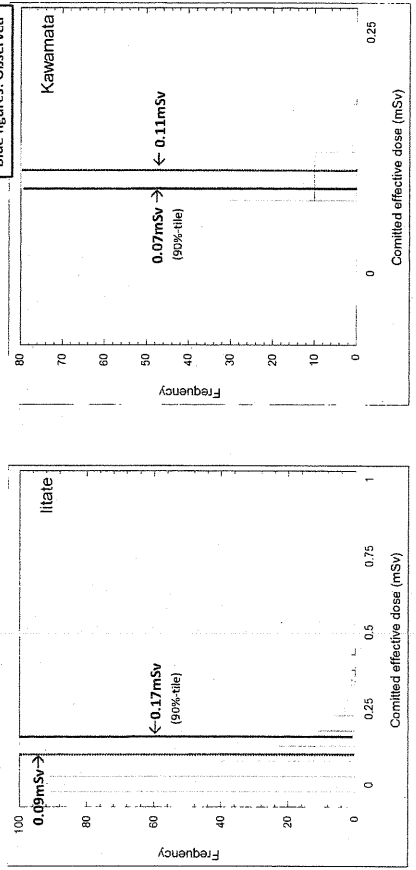 Blue figures: Observed
Kawamata
0.07mSv →
(90%-tile)
← 0.11mSv
Frequency
80
70
60
50
40
30
20
10
0
0
0.25
Comitted effective dose (mSv)
Iitate
0.09mSv→
←0.17mSv
(90%-tile)
Frequency
100
80
60
40
20
0
0
0.25
0.5
0.75
1
Comitted effective dose (mSv)